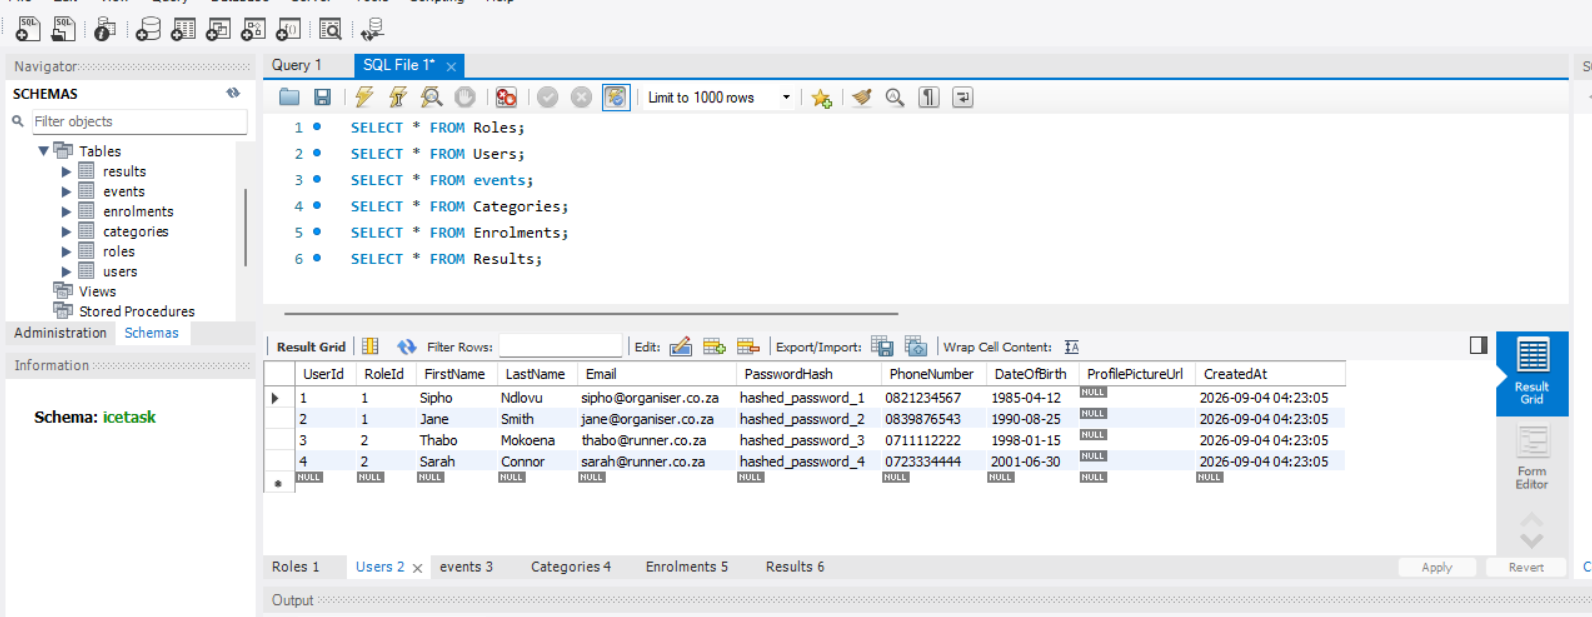 Query 1
SQL File 1*
Navigator
SCHEMAS
Filter objects
Limit to 1000 rows
Tables
results
events
enrolments
categories
roles
users
Views
Stored Procedures
Administration Schemas
Information
Schema: icetask
1 SELECT * FROM Roles;
2 SELECT * FROM Users;
3 SELECT * FROM events;
4 SELECT * FROM Categories;
5 SELECT * FROM Enrolments;
6 SELECT * FROM Results;
Result Grid Filter Rows: Edit: Export/Import: Wrap Cell Content:
UserId RoleId FirstName LastName Email PasswordHash PhoneNumber DateOfBirth ProfilePictureUrl CreatedAt
1 1 Sipho Ndlovu sipho@organiser.co.za hashed_password_1 0821234567 1985-04-12 NULL 2026-09-04 04:23:05
2 1 Jane Smith jane@organiser.co.za hashed_password_2 0839876543 1990-08-25 NULL 2026-09-04 04:23:05
3 2 Thabo Mokoena thabo@runner.co.za hashed_password_3 0711112222 1998-01-15 NULL 2026-09-04 04:23:05
4 2 Sarah Connor sarah@runner.co.za hashed_password_4 0723334444 2001-06-30 NULL 2026-09-04 04:23:05
NULL NULL NULL NULL NULL NULL NULL NULL NULL NULL
Result
Grid
Form
Editor
Roles 1 Users 2 events 3 Categories 4 Enrolments 5 Results 6
Apply Revert
Output